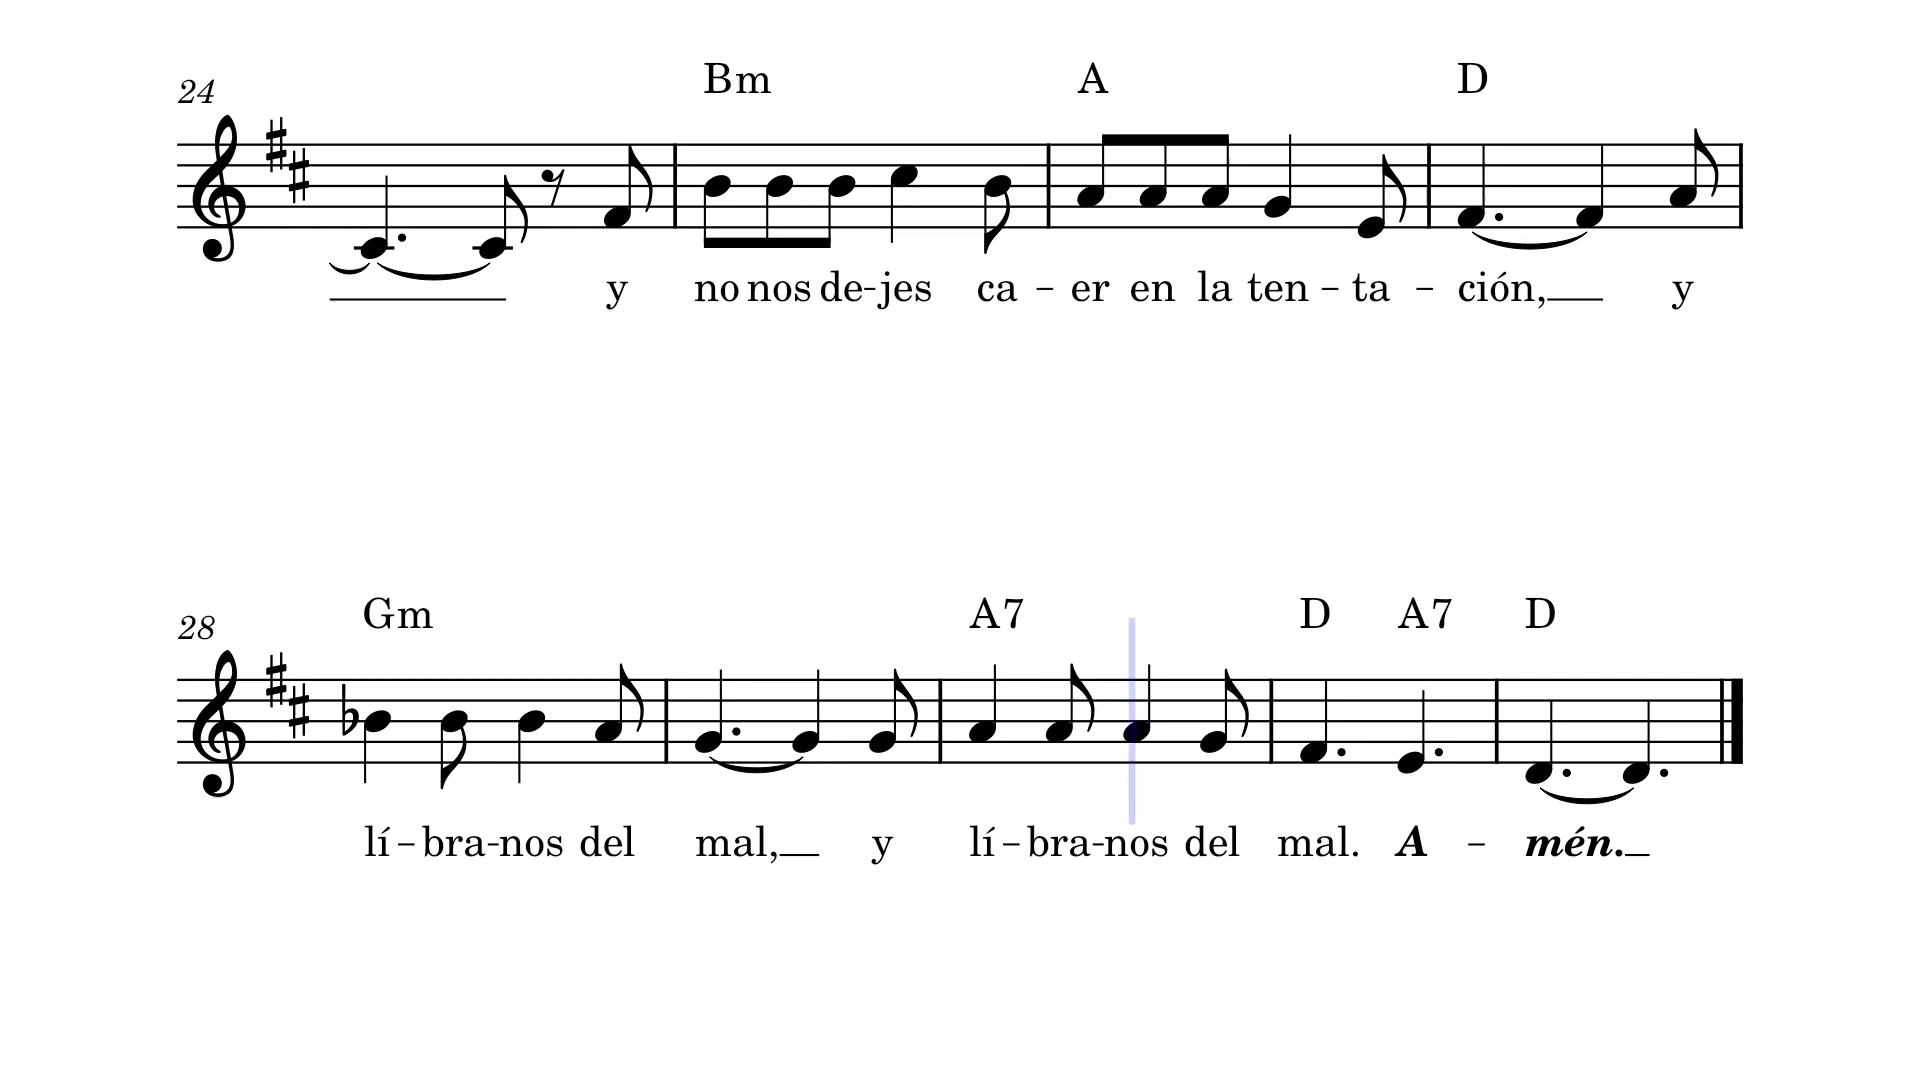 Bm A D
24
y no nos de-jes ca - er en la ten - ta - ción, y
Gm A7 D A7 D
28
lí - bra - nos del mal, y lí - bra - nos del mal. A - mén.